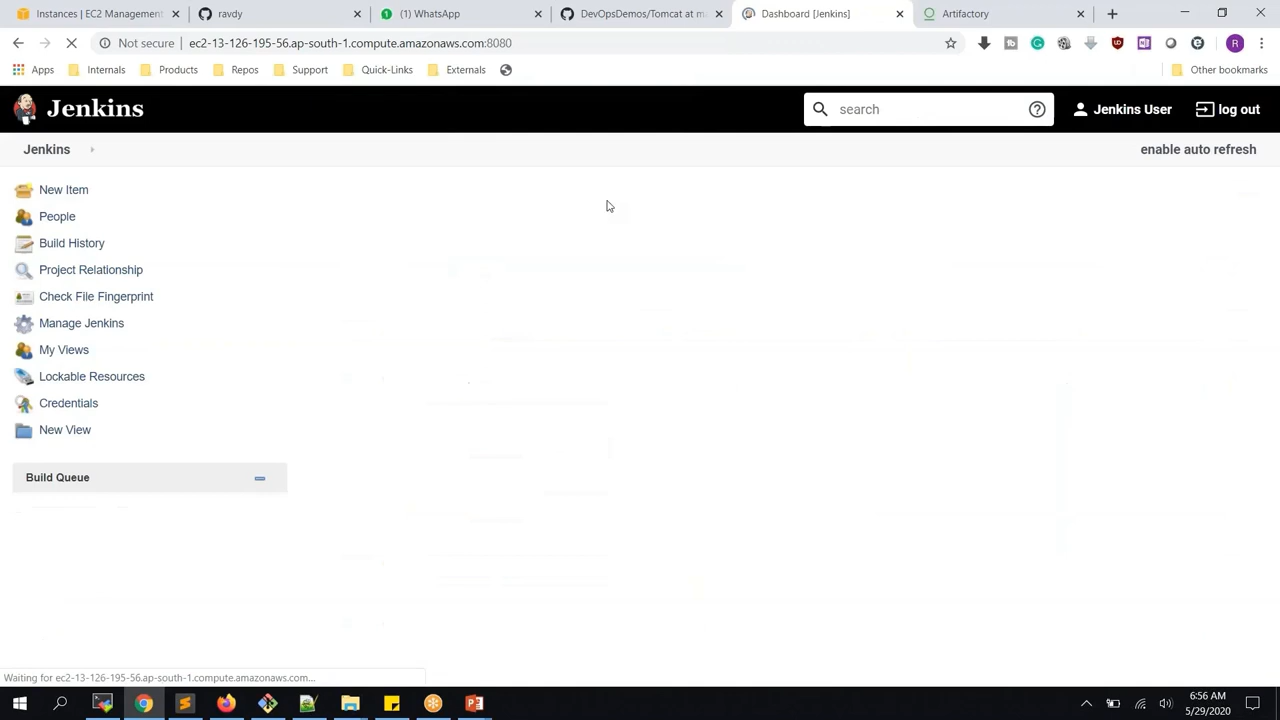 Instances | EC2 Management
ravdy
(1) WhatsApp
DevOpsDemos/Tomcat at m
Dashboard [Jenkins]
Artifactory
Not secure | ec2-13-126-195-56.ap-south-1.compute.amazonaws.com:8080
Apps
Internals
Products
Repos
Support
Quick-Links
Externals
Other bookmarks
Jenkins
search
Jenkins User
log out
Jenkins
enable auto refresh
New Item
People
Build History
Project Relationship
Check File Fingerprint
Manage Jenkins
My Views
Lockable Resources
Credentials
New View
Build Queue
Waiting for ec2-13-126-195-56.ap-south-1.compute.amazonaws.com...
6:56 AM
5/29/2020